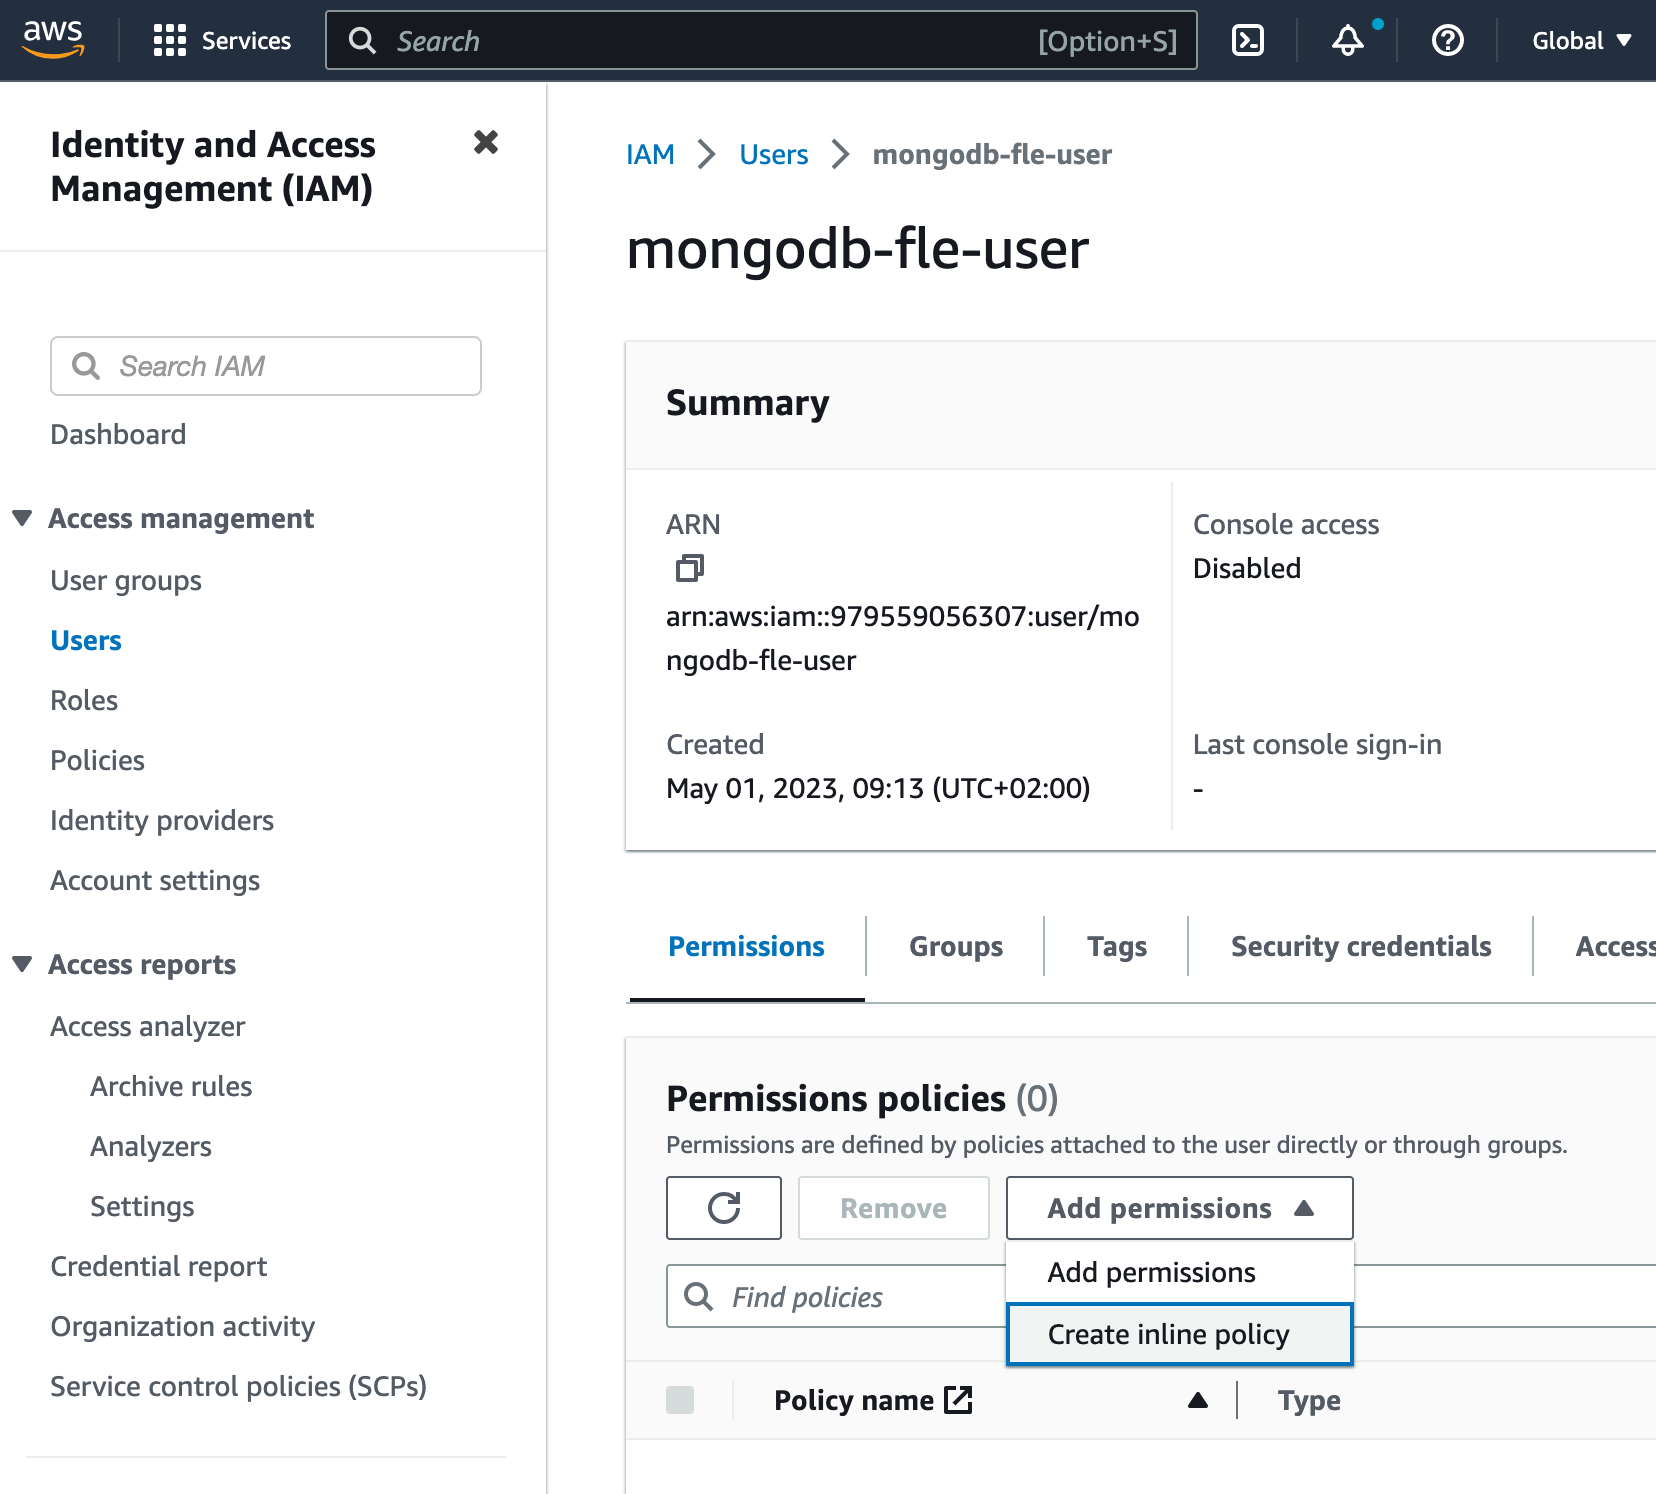 aws
Services
Search
[Option+S]
Global
Identity and Access
Management (IAM)
Search IAM
Dashboard
Access management
User groups
Users
Roles
Policies
Identity providers
Account settings
Access reports
Access analyzer
Archive rules
Analyzers
Settings
Credential report
Organization activity
Service control policies (SCPs)
IAM
Users
mongodb-fle-user
mongodb-fle-user
Summary
ARN
arn:aws:iam::979559056307:user/mo
ngodb-fle-user
Console access
Disabled
Created
May 01, 2023, 09:13 (UTC+02:00)
Last console sign-in
-
Permissions
Groups
Tags
Security credentials
Access
Permissions policies (0)
Permissions are defined by policies attached to the user directly or through groups.
Remove
Add permissions
Add permissions
Create inline policy
Find policies
Policy name
Type